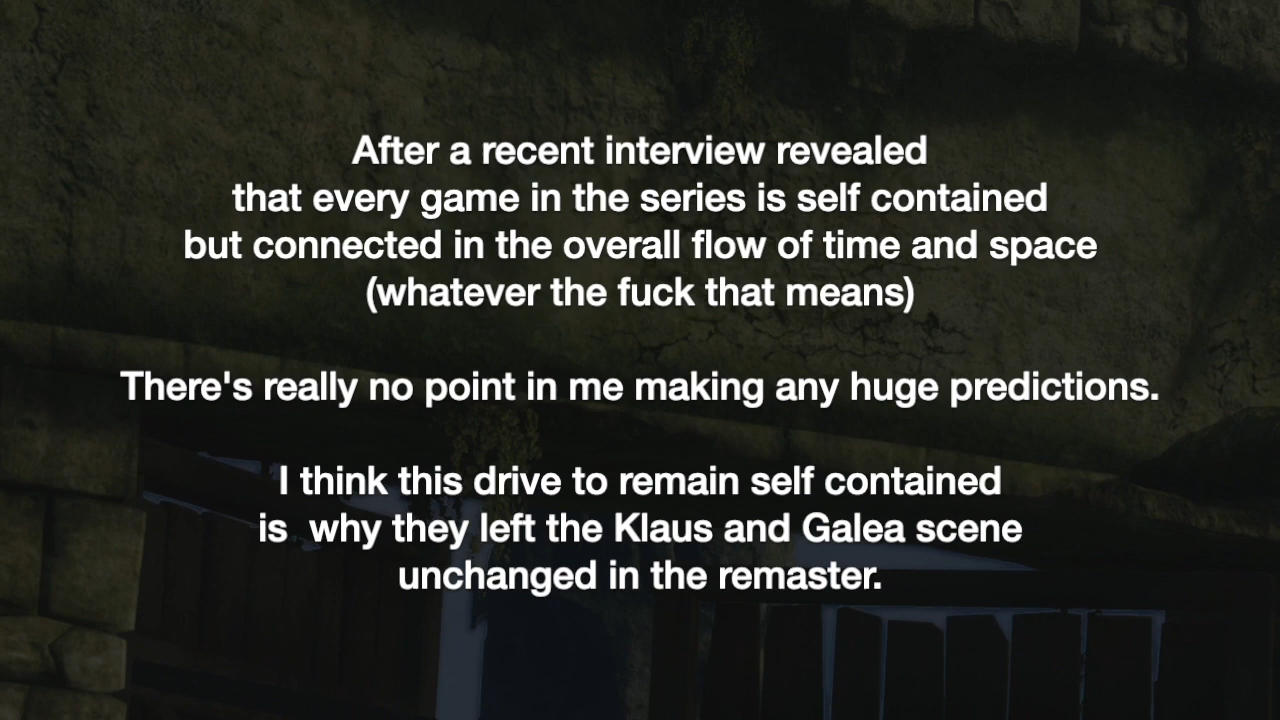 After a recent interview revealed
that every game in the series is self contained
but connected in the overall flow of time and space
(whatever the fuck that means)
There's really no point in me making any huge predictions.
I think this drive to remain self contained
is  why they left the Klaus and Galea scene
unchanged in the remaster.